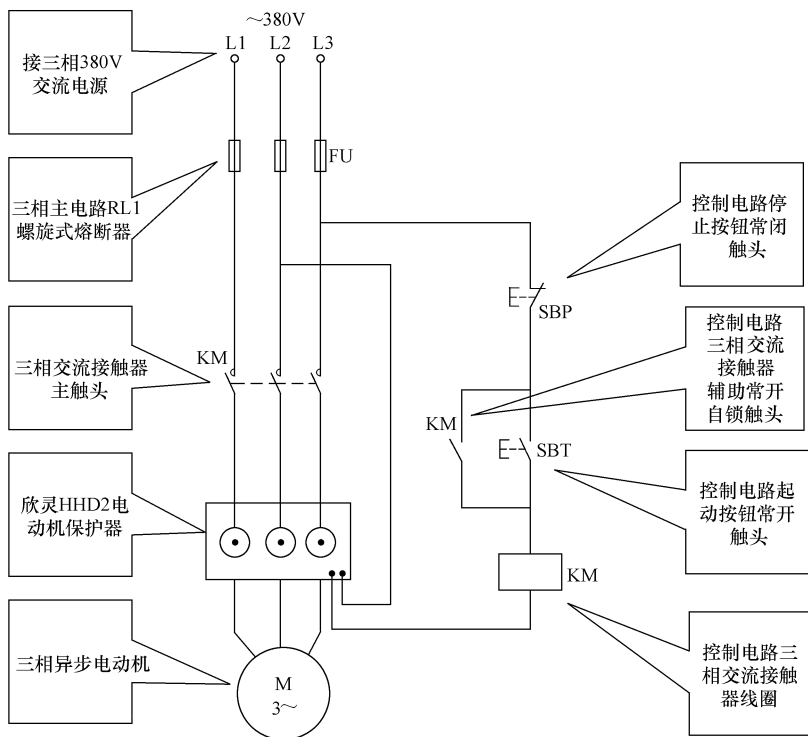 ～380V
L1 L2 L3
接三相380V
交流电源
三相主电路RL1
螺旋式熔断器
FU
控制电路停
止按钮常闭
触头
SBP
三相交流接触器
主触头
KM
控制电路
三相交流
接触器
辅助常开
自锁触头
KM
SBT
欣灵HHD2电
动机保护器
控制电路起
动按钮常开
触头
KM
三相异步电动机
M
3～
控制电路三
相交流接触
器线圈